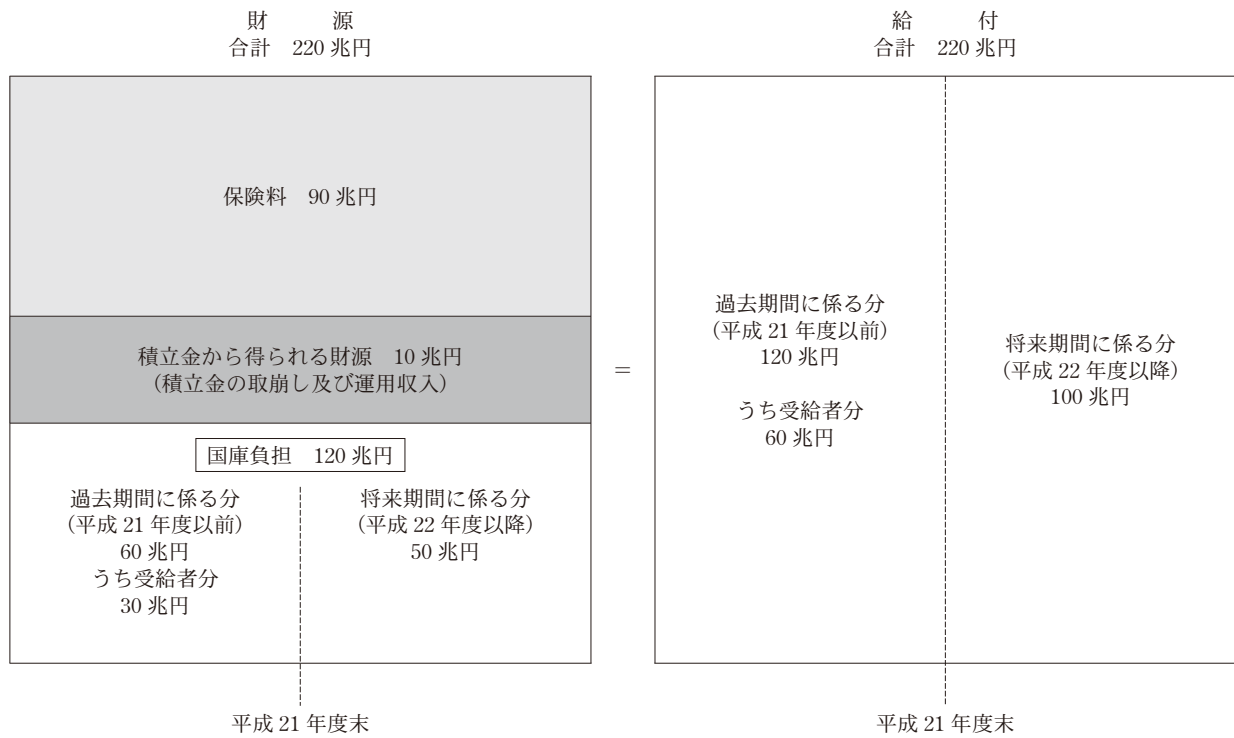 財　源
合計　220 兆円
保険料　90 兆円
積立金から得られる財源　10 兆円
（積立金の取崩し及び運用収入）
国庫負担　120 兆円
過去期間に係る分
（平成 21 年度以前）
60 兆円
うち受給者分
30 兆円
将来期間に係る分
（平成 22 年度以降）
50 兆円
平成 21 年度末
＝
給　付
合計　220 兆円
過去期間に係る分
（平成 21 年度以前）
120 兆円
うち受給者分
60 兆円
将来期間に係る分
（平成 22 年度以降）
100 兆円
平成 21 年度末